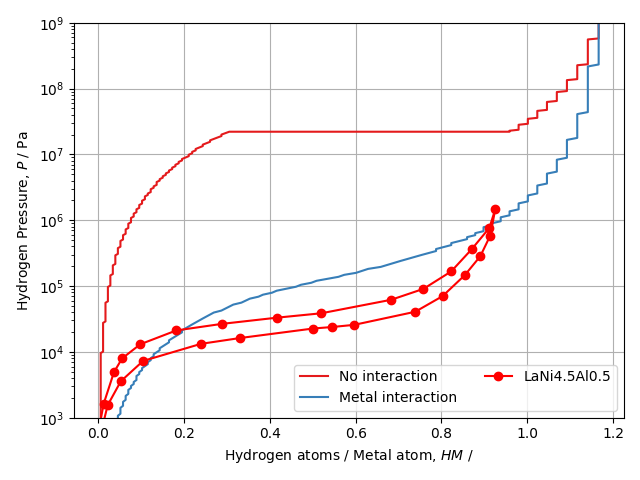 10⁹
10⁸
10⁷
10⁶
10⁵
10⁴
10³
Hydrogen Pressure, P / Pa
No interaction
Metal interaction
LaNi4.5Al0.5
0.0 0.2 0.4 0.6 0.8 1.0 1.2
Hydrogen atoms / Metal atom, HM /